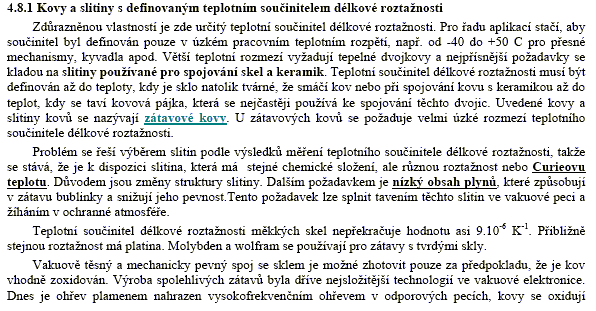 4.8.1 Kovy a slitiny s definovaným teplotním součinitelem délkové roztažnosti
Zdůrazněnou vlastností je zde určitý teplotní součinitel délkové roztažnosti. Pro řadu aplikací stačí, aby
součinitel byl definován pouze v úzkém pracovním teplotním rozpětí, např. od -40 do +50 C pro přesné
mechanismy, kyvadla apod. Větší teplotní rozmezí vyžadují tepelné dvojkovy a nejpřísnější požadavky se
kladou na slitiny používané pro spojování skel a keramik. Teplotní součinitel délkové roztažnosti musí být
definován až do teploty, kdy je sklo natolik tvárné, že smáčí kov nebo při spojování kovu s keramikou až do
teplot, kdy se taví kovová pájka, která se nejčastěji používá ke spojování těchto dvojic. Uvedené kovy a
slitiny kovů se nazývají zátavové kovy. U zátavových kovů se požaduje velmi úzké rozmezí teplotního
součinitele délkové roztažnosti.
Problém se řeší výběrem slitin podle výsledků měření teplotního součinitele délkové roztažnosti, takže
se stává, že je k dispozici slitina, která má stejné chemické složení, ale různou roztažnost nebo Curieovu
teplotu. Důvodem jsou změny struktury slitiny. Dalším požadavkem je nízký obsah plynů, které způsobují
v zátavu bublinky a snižují jeho pevnost.Tento požadavek lze splnit tavením těchto slitin ve vakuové peci a
žíháním v ochranné atmosféře.
Teplotní součinitel délkové roztažnosti měkkých skel nepřekračuje hodnotu asi 9.10⁻⁶ K⁻¹. Přibližně
stejnou roztažnost má platina. Molybden a wolfram se používají pro zátavy s tvrdými skly.
Vakuově těsný a mechanicky pevný spoj se sklem je možné zhotovit pouze za předpokladu, že je kov
vhodně zoxidován. Výroba spolehlivých zátavů byla dříve nejsložitější technologií ve vakuové elektronice.
Dnes je ohřev plamenem nahrazen vysokofrekvenčním ohřevem v odporových pecích, kovy se oxidují